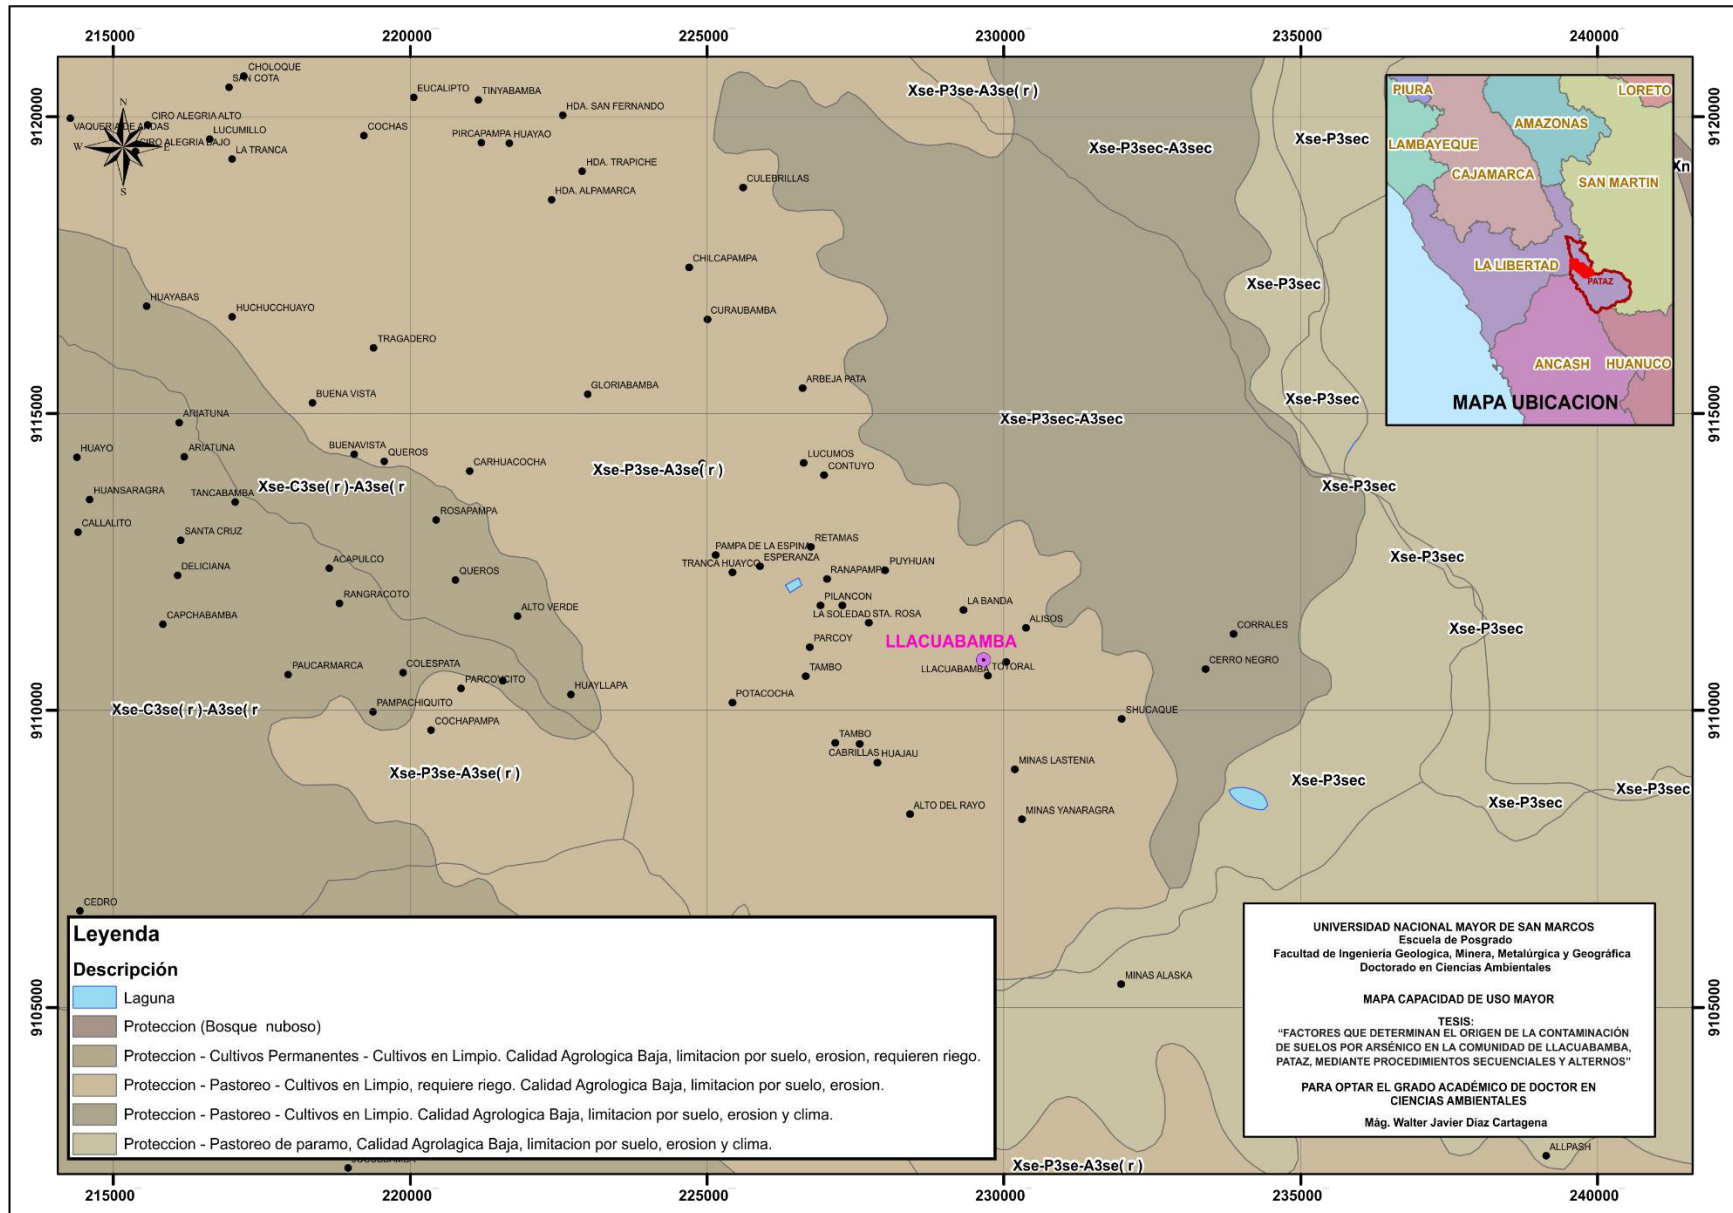 215000 220000 225000 230000 235000 240000
9120000
9115000
9110000
9105000
9120000
9115000
9110000
9105000
N
W E
S
CHOLOQUE
SAN COTA
EUCALIPTO
TINYABAMBA
HDA. SAN FERNANDO
VAQUERIA DE ANDAS
CIRO ALEGRIA ALTO
LUCUMILLO
CIRO ALEGRIA BAJO
LA TRANCA
COCHAS
PIRCAPAMPA
HUAYAO
HDA. TRAPICHE
HDA. ALPAMARCA
CULEBRILLAS
CHILCAPAMPA
CURAUBAMBA
HUAYABAS
HUCHUCCHUAYO
TRAGADERO
BUENA VISTA
GLORIABAMBA
ARBEJA PATA
ARIATUNA
HUAYO
ARIATUNA
BUENAVISTA
QUEROS
CARHUACOCHA
LUCUMOS
CONTUYO
HUANSARAGRA
TANCABAMBA
ROSAPAMPA
CALLALITO
SANTA CRUZ
PAMPA DE LA ESPINA
RETAMAS
TRANCA HUAYCO
ESPERANZA
RANAPAMPA
PUYHUAN
DELICIANA
ACAPULCO
QUEROS
RANGRACOTO
ALTO VERDE
CAPCHABAMBA
PILANCON
LA SOLEDAD
STA. ROSA
LA BANDA
ALISOS
CORRALES
CERRO NEGRO
PARCOY
LLACUABAMBA
LLACUABAMBA
TOTORAL
TAMBO
PAUCARMARCA
COLESPATA
PARCOYCITO
HUAYLLAPA
POTACOCHA
PAMPACHIQUITO
COCHAPAMPA
SHUCAQUE
TAMBO
CABRILLAS
HUAJAU
MINAS LASTENIA
ALTO DEL RAYO
MINAS YANARAGRA
CEDRO
MINAS ALASKA
ALLPASH
Xse-P3se-A3se( r )
Xse-P3sec-A3sec
Xse-P3sec
Xn
Xse-P3sec
Xse-P3sec
Xse-P3sec-A3sec
Xse-P3se-A3se( r )
Xse-C3se( r )-A3se( r
Xse-P3sec
Xse-P3sec
Xse-P3sec
Xse-C3se( r )-A3se( r
Xse-P3se-A3se( r )
Xse-P3sec
Xse-P3sec
Xse-P3sec
Xse-P3se-A3se( r )
PIURA
LORETO
AMAZONAS
LAMBAYEQUE
CAJAMARCA
SAN MARTIN
LA LIBERTAD
PATAZ
ANCASH
HUANUCO
MAPA UBICACION
Leyenda
Descripción
Laguna
Proteccion (Bosque nuboso)
Proteccion - Cultivos Permanentes - Cultivos en Limpio. Calidad Agrologica Baja, limitacion por suelo, erosion, requieren riego.
Proteccion - Pastoreo - Cultivos en Limpio, requiere riego. Calidad Agrologica Baja, limitacion por suelo, erosion.
Proteccion - Pastoreo - Cultivos en Limpio. Calidad Agrologica Baja, limitacion por suelo, erosion y clima.
Proteccion - Pastoreo de paramo, Calidad Agrolagica Baja, limitacion por suelo, erosion y clima.
UNIVERSIDAD NACIONAL MAYOR DE SAN MARCOS
Escuela de Posgrado
Facultad de Ingeniería Geologica, Minera, Metalúrgica y Geográfica
Doctorado en Ciencias Ambientales
MAPA CAPACIDAD DE USO MAYOR
TESIS:
“FACTORES QUE DETERMINAN EL ORIGEN DE LA CONTAMINACIÓN
DE SUELOS POR ARSÉNICO EN LA COMUNIDAD DE LLACUABAMBA,
PATAZ, MEDIANTE PROCEDIMIENTOS SECUENCIALES Y ALTERNOS”
PARA OPTAR EL GRADO ACADÉMICO DE DOCTOR EN
CIENCIAS AMBIENTALES
Mág. Walter Javier Díaz Cartagena
215000 220000 225000 230000 235000 240000